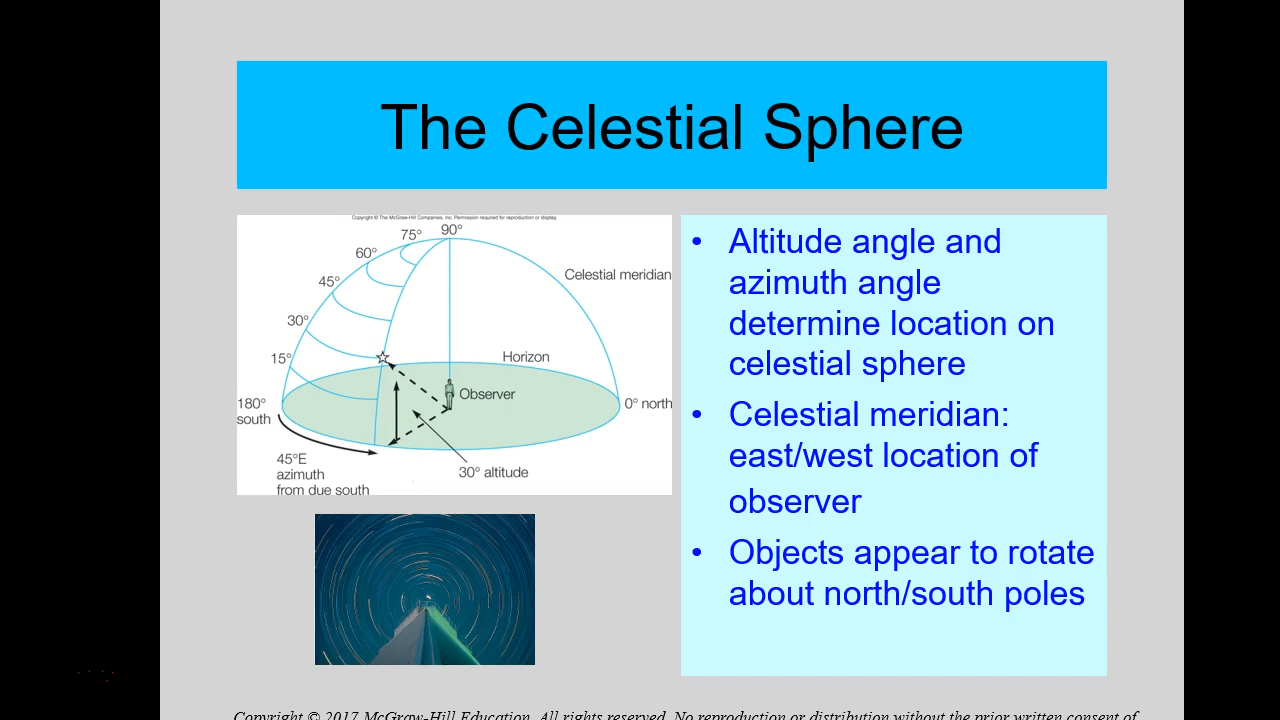 The Celestial Sphere
Copyright © The McGraw-Hill Companies, Inc. Permission required for reproduction or display.
90°
75°
60°
45°
30°
15°
Celestial meridian
Horizon
Observer
180°
south
0° north
45°E
azimuth
from due south
30° altitude
• Altitude angle and
azimuth angle
determine location on
celestial sphere
• Celestial meridian:
east/west location of
observer
• Objects appear to rotate
about north/south poles
Copyright © 2017 McGraw-Hill Education. All rights reserved. No reproduction or distribution without the prior written consent of